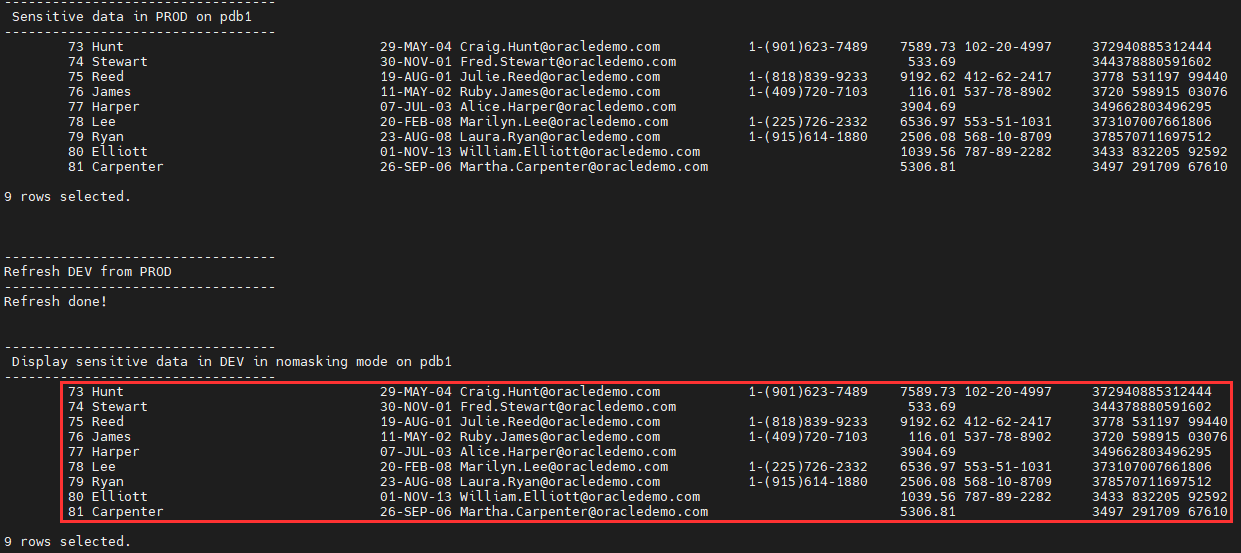 ----------------------------------
 Sensitive data in PROD on pdb1
----------------------------------
        73 Hunt                                29-MAY-04 Craig.Hunt@oracledemo.com           1-(901)623-7489    7589.73 102-20-4997     372940885312444
        74 Stewart                             30-NOV-01 Fred.Stewart@oracledemo.com                            533.69                 344378880591602
        75 Reed                                19-AUG-01 Julie.Reed@oracledemo.com           1-(818)839-9233    9192.62 412-62-2417     3778 531197 99440
        76 James                               11-MAY-02 Ruby.James@oracledemo.com           1-(409)720-7103     116.01 537-78-8902     3720 598915 03076
        77 Harper                              07-JUL-03 Alice.Harper@oracledemo.com                            3904.69                 349662803496295
        78 Lee                                 20-FEB-08 Marilyn.Lee@oracledemo.com          1-(225)726-2332    6536.97 553-51-1031     373107007661806
        79 Ryan                                23-AUG-08 Laura.Ryan@oracledemo.com           1-(915)614-1880    2506.08 568-10-8709     378570711697512
        80 Elliott                             01-NOV-13 William.Elliott@oracledemo.com                         1039.56 787-89-2282     3433 832205 92592
        81 Carpenter                           26-SEP-06 Martha.Carpenter@oracledemo.com                        5306.81                 3497 291709 67610
9 rows selected.
----------------------------------
Refresh DEV from PROD
----------------------------------
Refresh done!
----------------------------------
 Display sensitive data in DEV in nomasking mode on pdb1
----------------------------------
        73 Hunt                                29-MAY-04 Craig.Hunt@oracledemo.com           1-(901)623-7489    7589.73 102-20-4997     372940885312444
        74 Stewart                             30-NOV-01 Fred.Stewart@oracledemo.com                            533.69                 344378880591602
        75 Reed                                19-AUG-01 Julie.Reed@oracledemo.com           1-(818)839-9233    9192.62 412-62-2417     3778 531197 99440
        76 James                               11-MAY-02 Ruby.James@oracledemo.com           1-(409)720-7103     116.01 537-78-8902     3720 598915 03076
        77 Harper                              07-JUL-03 Alice.Harper@oracledemo.com                            3904.69                 349662803496295
        78 Lee                                 20-FEB-08 Marilyn.Lee@oracledemo.com          1-(225)726-2332    6536.97 553-51-1031     373107007661806
        79 Ryan                                23-AUG-08 Laura.Ryan@oracledemo.com           1-(915)614-1880    2506.08 568-10-8709     378570711697512
        80 Elliott                             01-NOV-13 William.Elliott@oracledemo.com                         1039.56 787-89-2282     3433 832205 92592
        81 Carpenter                           26-SEP-06 Martha.Carpenter@oracledemo.com                        5306.81                 3497 291709 67610
9 rows selected.